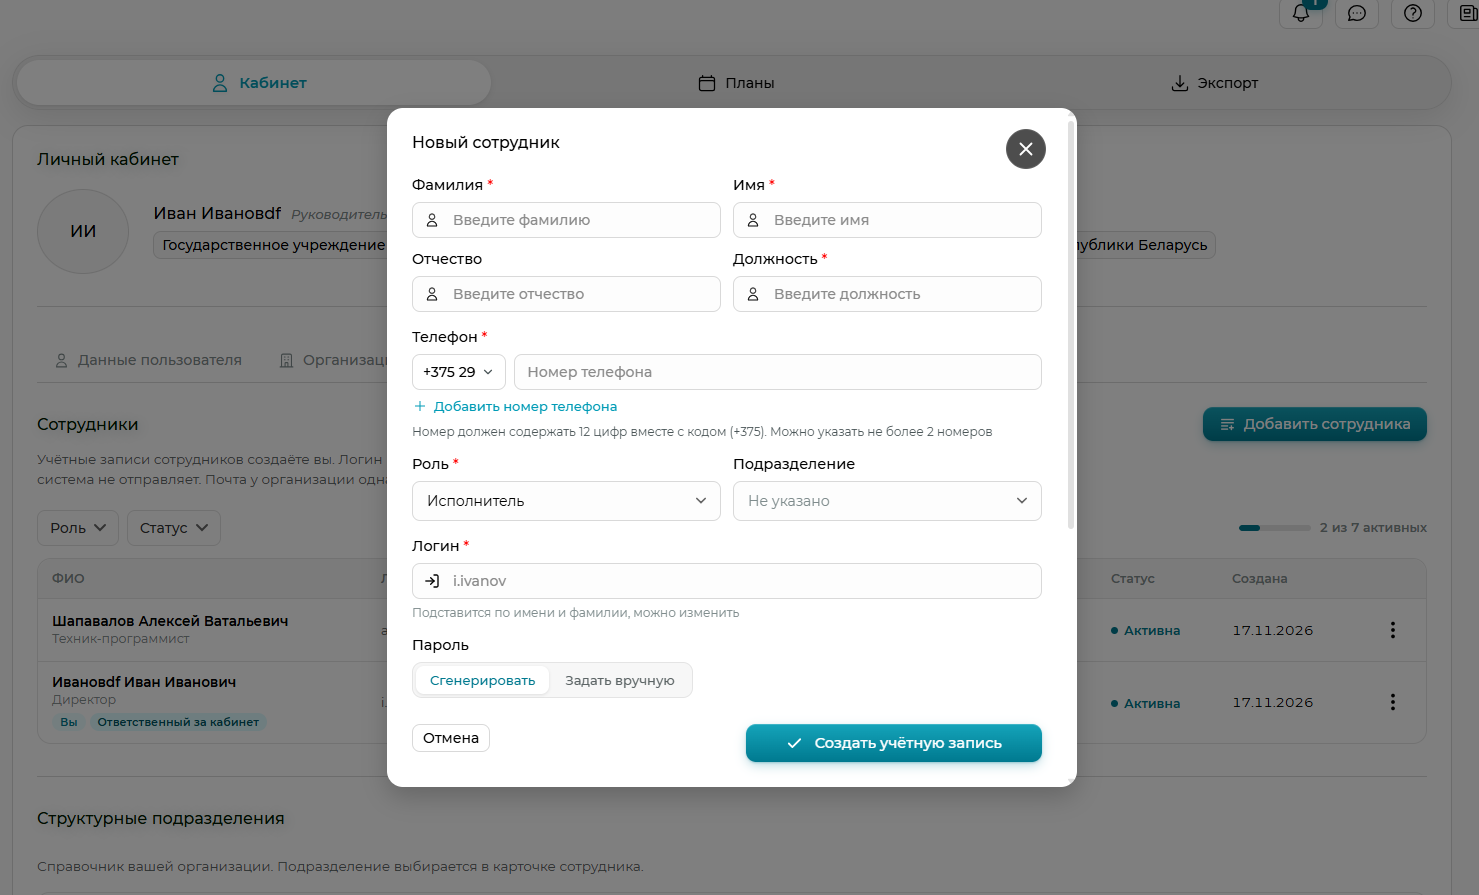 1
Кабинет
Планы
Экспорт
Личный кабинет
ИИ
Иван Ивановdf Руководитель
Государственное учреждение
публики Беларусь
Данные пользователя
Организаци
Сотрудники
Добавить сотрудника
Учётные записи сотрудников создаёте вы. Логин
система не отправляет. Почта у организации одна
Роль
Статус
2 из 7 активных
ФИО
Статус
Создана
Шапавалов Алексей Ватальевич
Техник-программист
Активна
17.11.2026
Ивановdf Иван Иванович
Директор
Вы
Ответственный за кабинет
i.
Активна
17.11.2026
Структурные подразделения
Справочник вашей организации. Подразделение выбирается в карточке сотрудника.
Новый сотрудник
Фамилия *
Имя *
Введите фамилию
Введите имя
Отчество
Должность *
Введите отчество
Введите должность
Телефон *
+375 29
Номер телефона
+ Добавить номер телефона
Номер должен содержать 12 цифр вместе с кодом (+375). Можно указать не более 2 номеров
Роль *
Подразделение
Исполнитель
Не указано
Логин *
i.ivanov
Подставится по имени и фамилии, можно изменить
Пароль
Сгенерировать
Задать вручную
Отмена
Создать учётную запись